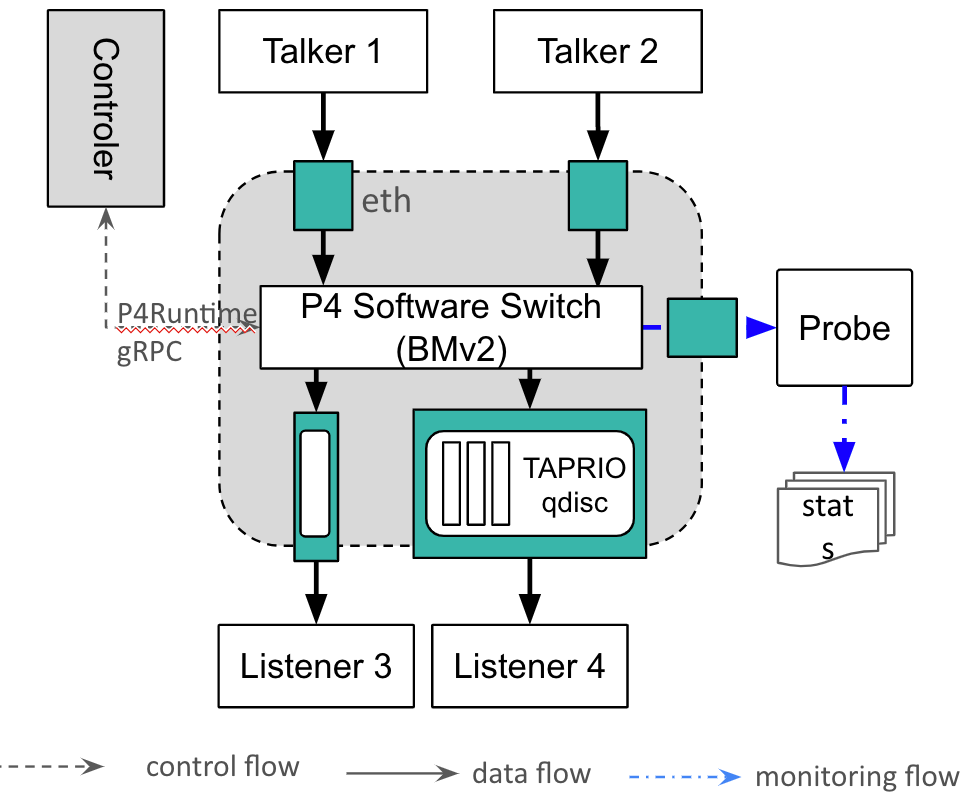 Controler
Talker 1
Talker 2
eth
P4Runtime
gRPC
P4 Software Switch
(BMv2)
Probe
TAPRIO
qdisc
stat
s
Listener 3
Listener 4
control flow
data flow
monitoring flow